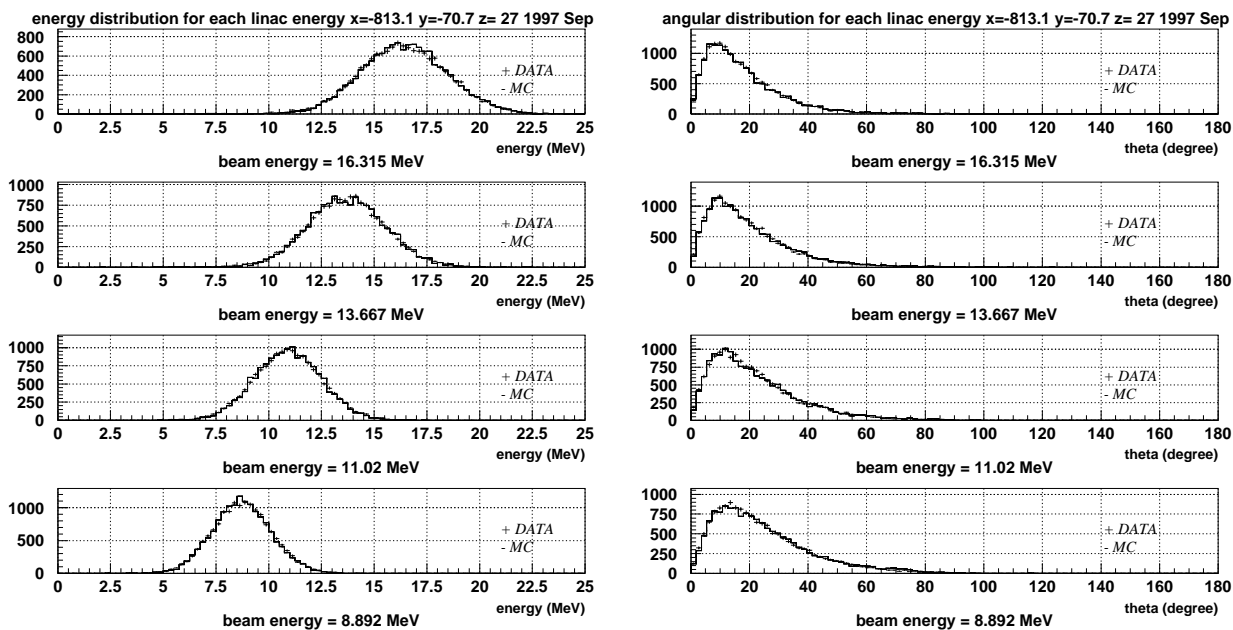 energy distribution for each linac energy x=-813.1 y=-70.7 z= 27 1997 Sep
800
600
400
200
0
+ DATA
- MC
0 2.5 5 7.5 10 12.5 15 17.5 20 22.5 25
energy (MeV)
beam energy = 16.315 MeV
1000
750
500
250
0
+ DATA
- MC
0 2.5 5 7.5 10 12.5 15 17.5 20 22.5 25
energy (MeV)
beam energy = 13.667 MeV
1000
750
500
250
0
+ DATA
- MC
0 2.5 5 7.5 10 12.5 15 17.5 20 22.5 25
energy (MeV)
beam energy = 11.02 MeV
1000
500
0
+ DATA
- MC
0 2.5 5 7.5 10 12.5 15 17.5 20 22.5 25
energy (MeV)
beam energy = 8.892 MeV
angular distribution for each linac energy x=-813.1 y=-70.7 z= 27 1997 Sep
1000
500
0
+ DATA
- MC
0 20 40 60 80 100 120 140 160 180
theta (degree)
beam energy = 16.315 MeV
1000
500
0
+ DATA
- MC
0 20 40 60 80 100 120 140 160 180
theta (degree)
beam energy = 13.667 MeV
1000
750
500
250
0
+ DATA
- MC
0 20 40 60 80 100 120 140 160 180
theta (degree)
beam energy = 11.02 MeV
1000
750
500
250
0
+ DATA
- MC
0 20 40 60 80 100 120 140 160 180
theta (degree)
beam energy = 8.892 MeV